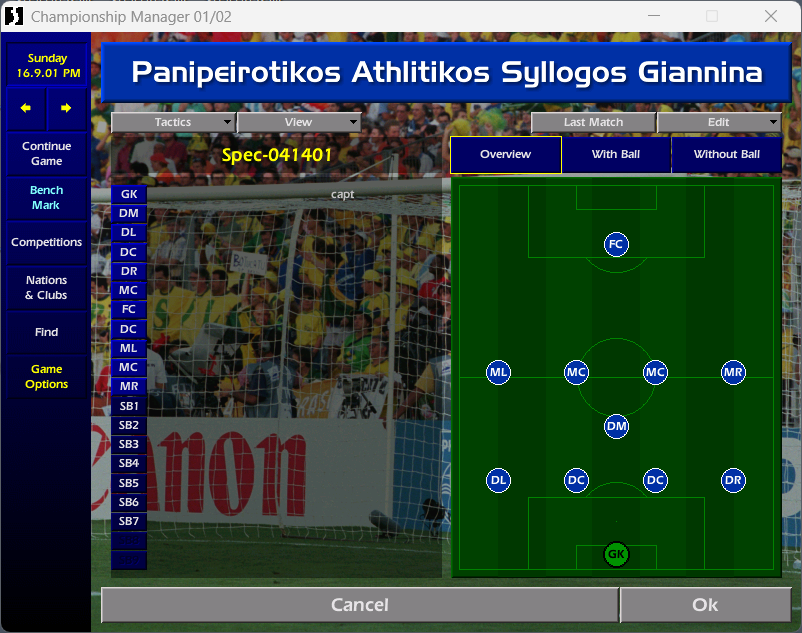 Championship Manager 01/02
Panipeirotikos Athlitikos Syllogos Giannina
Sunday
16.9.01 PM
Continue
Game
Bench
Mark
Competitions
Nations
& Clubs
Find
Game
Options
Tactics
View
Last Match
Edit
Spec-041401
Overview
With Ball
Without Ball
GK
capt
DM
DL
DC
DR
MC
FC
DC
ML
MC
MR
SB1
SB2
SB3
SB4
SB5
SB6
SB7
FC
ML MC MC MR
DM
DL DC DC DR
GK
Cancel
Ok